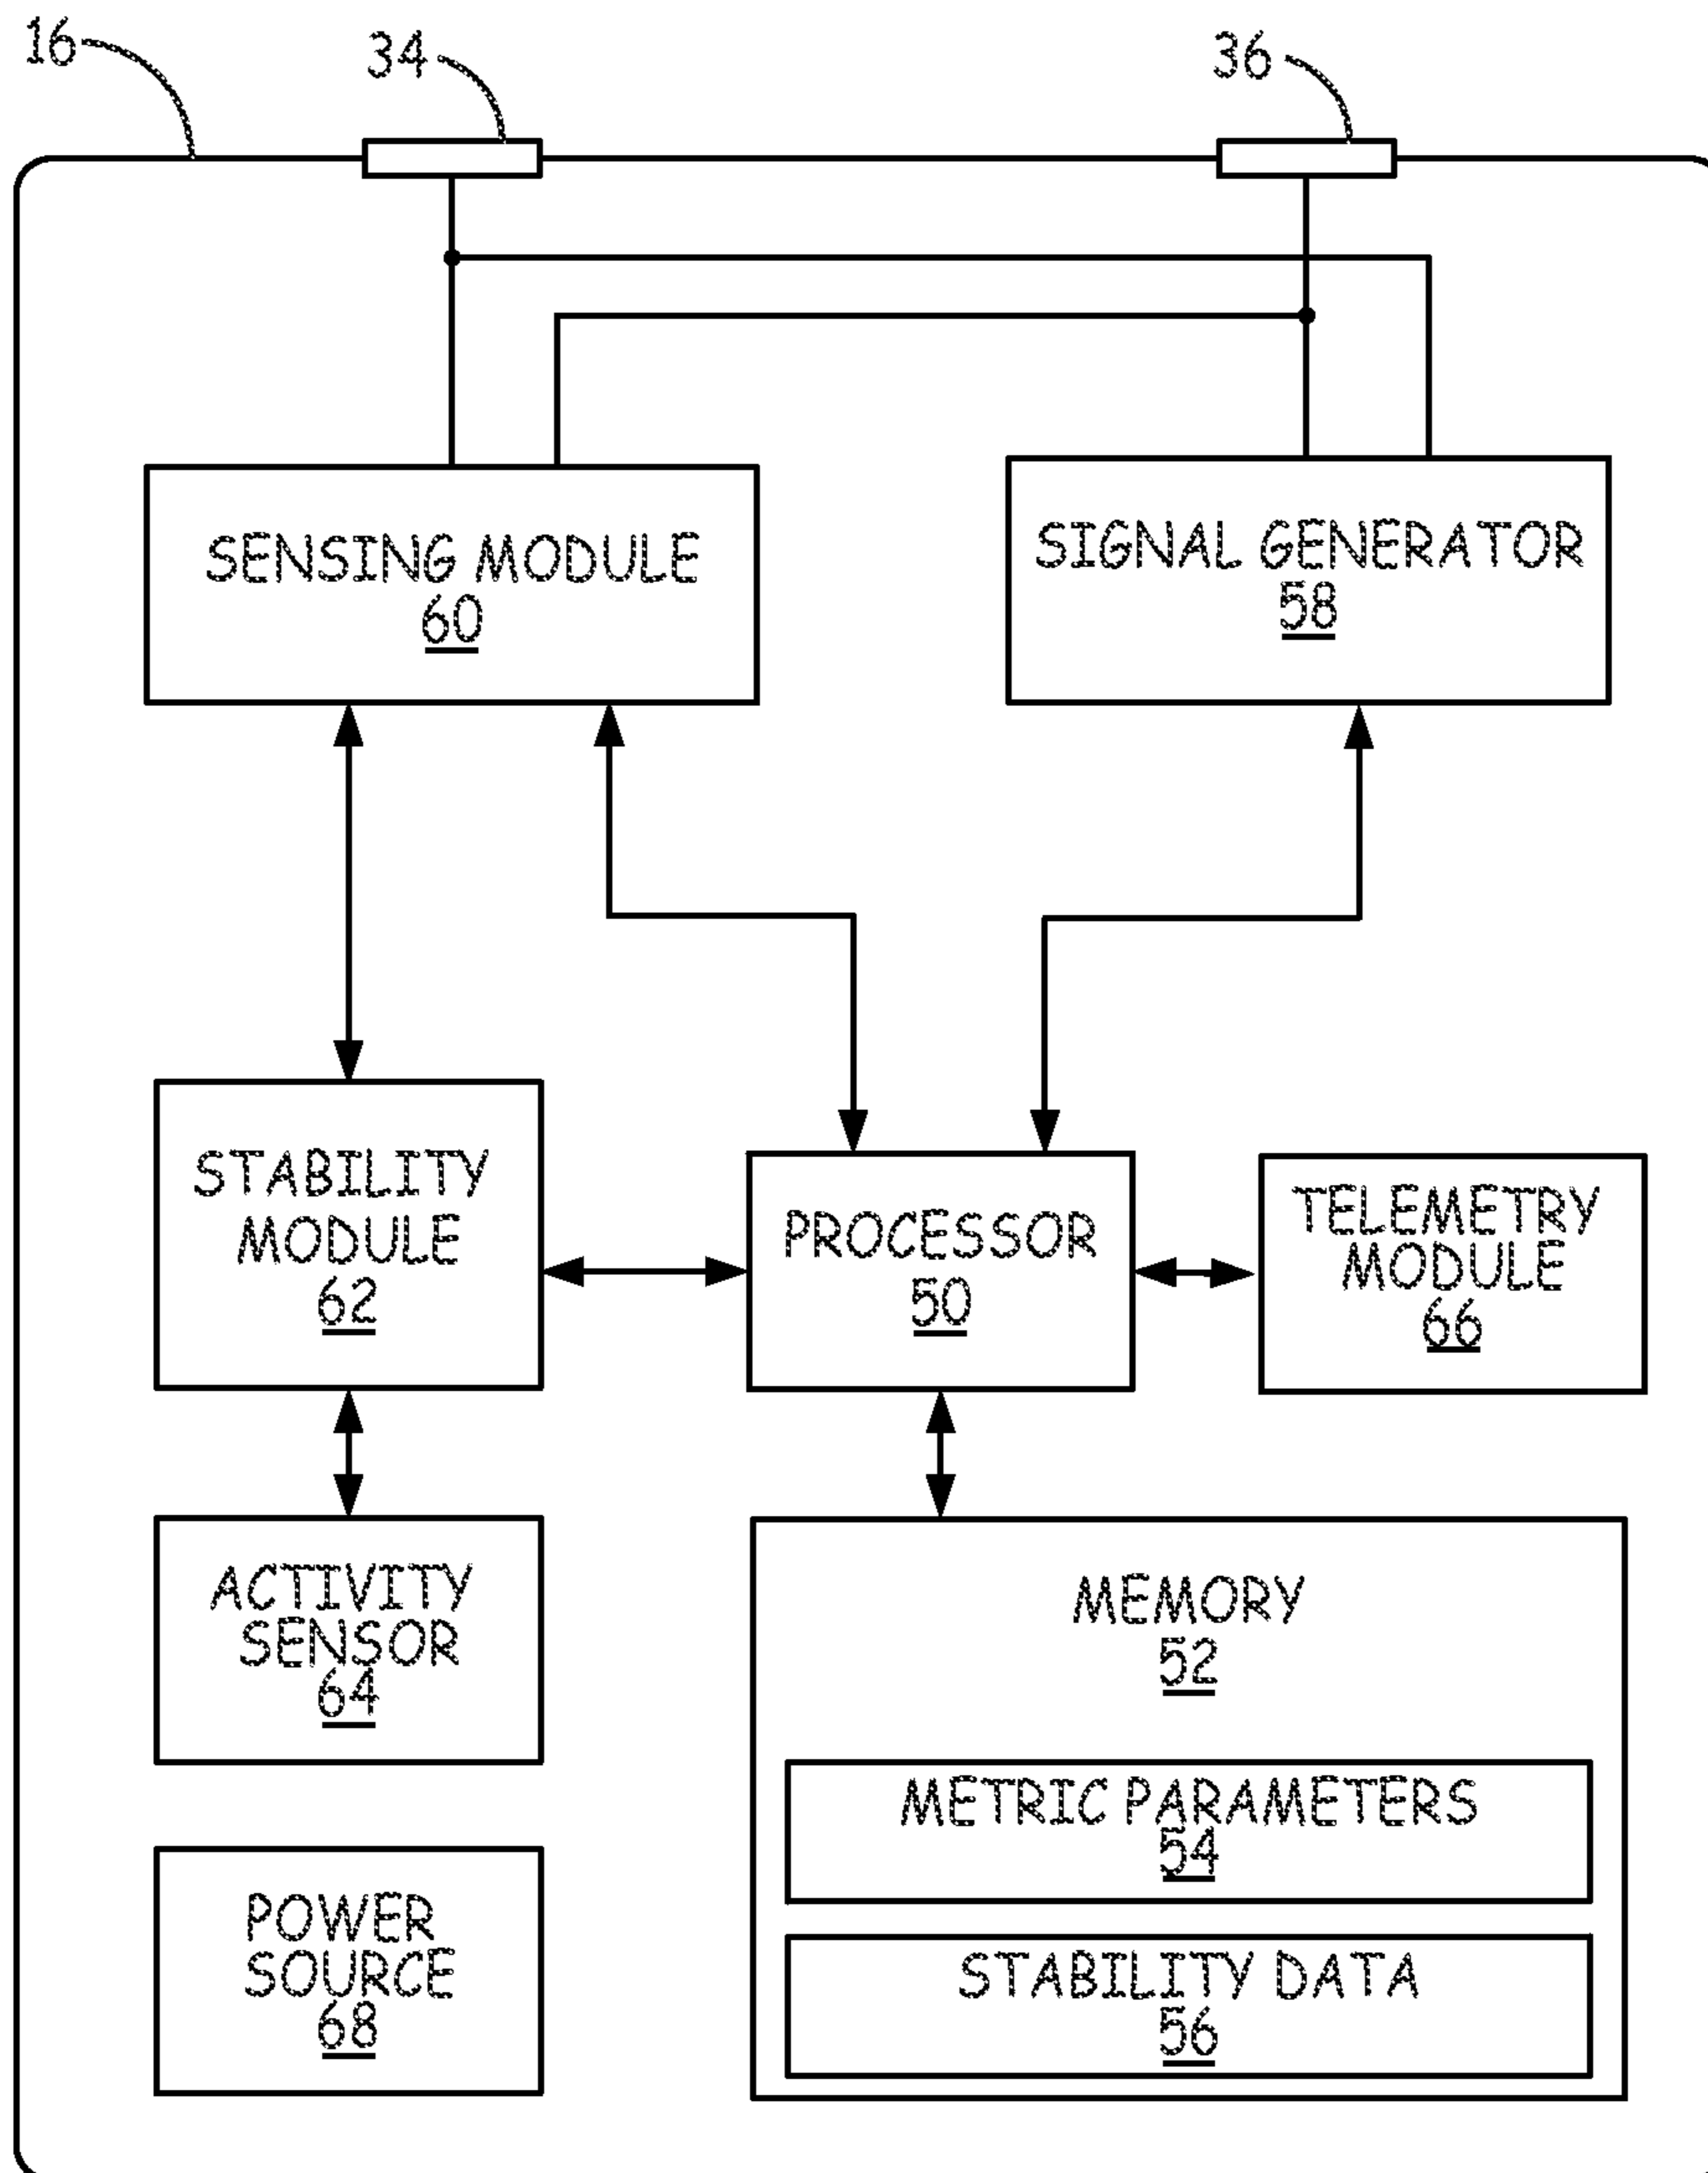 16
34
36
SENSING MODULE
60
SIGNAL GENERATOR
58
STABILITY
MODULE
62
PROCESSOR
50
TELEMETRY
MODULE
66
ACTIVITY
SENSOR
64
MEMORY
52
METRIC PARAMETERS
54
POWER
SOURCE
68
STABILITY DATA
56